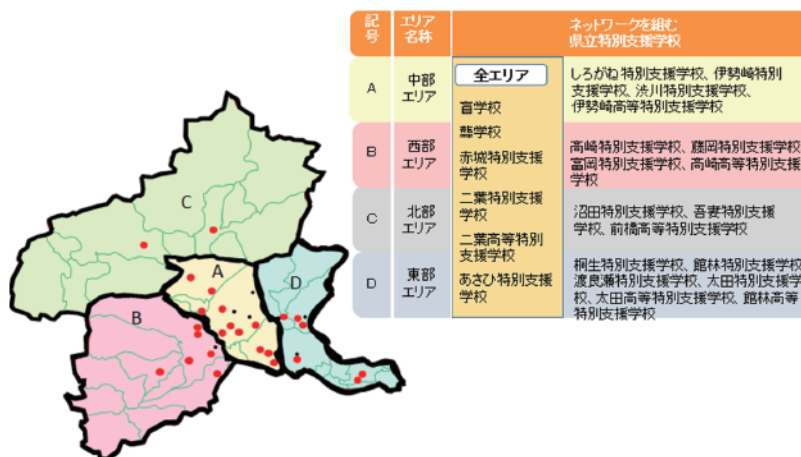 記号
エリア名称
ネットワークを組む
県立特別支援学校
A
中部
エリア
しろがね特別支援学校、伊勢崎特別
支援学校、渋川特別支援学校、
伊勢崎高等特別支援学校
B
西部
エリア
高崎特別支援学校、藤岡特別支援学校
富岡特別支援学校、高崎高等特別支援
学校
C
北部
エリア
沼田特別支援学校、吾妻特別支援
学校、前橋高等特別支援学校
D
東部
エリア
桐生特別支援学校、館林特別支援学校
渡良瀬特別支援学校、太田特別支援学
校、太田高等特別支援学校、館林高等
特別支援学校
全エリア
盲学校
聾学校
赤城特別支援
学校
二葉特別支援
学校
二葉高等特別
支援学校
あさひ特別支援
学校
C
A
D
B